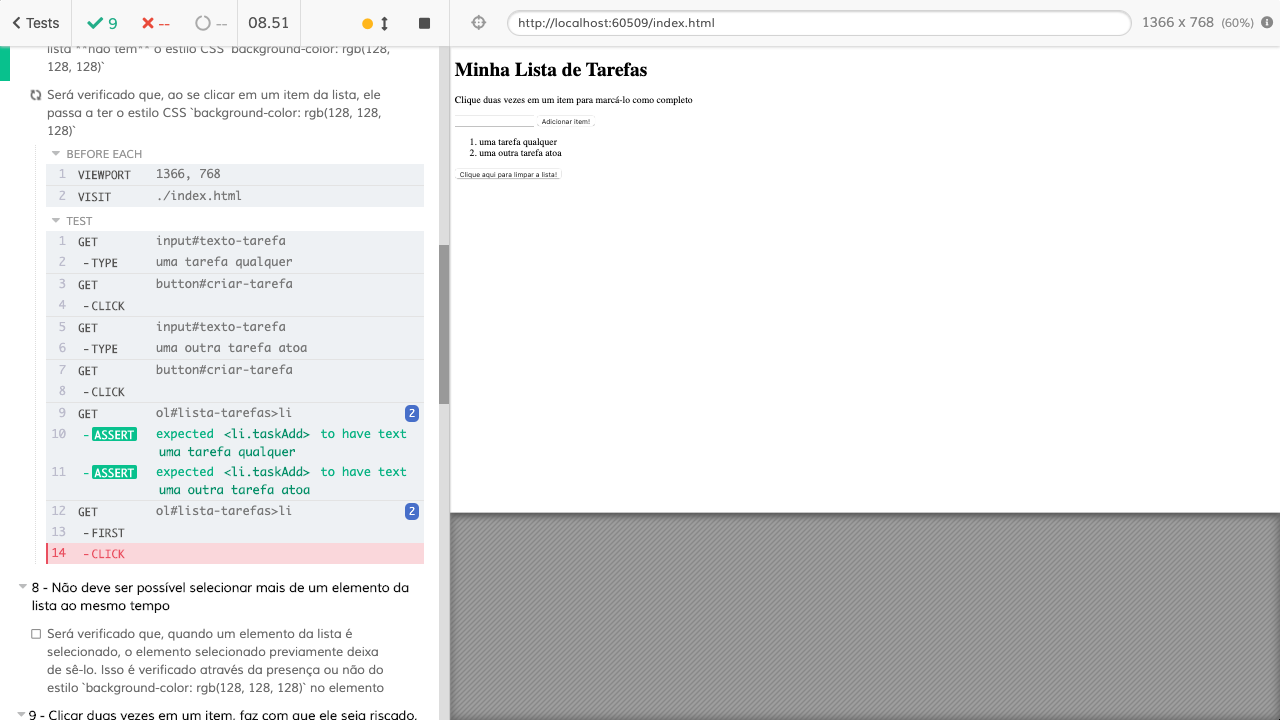 Tests
9
--
--
08.51
http://localhost:60509/index.html
1366 x 768 (60%)
lista **não tem** o estilo CSS `background-color: rgb(128,
128, 128)`
Será verificado que, ao se clicar em um item da lista, ele
passa a ter o estilo CSS `background-color: rgb(128, 128,
128)`
BEFORE EACH
1 VIEWPORT 1366, 768
2 VISIT ./index.html
TEST
1 GET input#texto-tarefa
2 -TYPE uma tarefa qualquer
3 GET button#criar-tarefa
4 -CLICK
5 GET input#texto-tarefa
6 -TYPE uma outra tarefa atoa
7 GET button#criar-tarefa
8 -CLICK
9 GET ol#lista-tarefas>li 2
10 -ASSERT expected <li.taskAdd> to have text
uma tarefa qualquer
11 -ASSERT expected <li.taskAdd> to have text
uma outra tarefa atoa
12 GET ol#lista-tarefas>li 2
13 -FIRST
14 -CLICK
8 - Não deve ser possível selecionar mais de um elemento da
lista ao mesmo tempo
Será verificado que, quando um elemento da lista é
selecionado, o elemento selecionado previamente deixa
de sê-lo. Isso é verificado através da presença ou não do
estilo `background-color: rgb(128, 128, 128)` no elemento
9 - Clicar duas vezes em um item, faz com que ele seja riscado,
Minha Lista de Tarefas
Clique duas vezes em um item para marcá-lo como completo
Adicionar item!
1. uma tarefa qualquer
2. uma outra tarefa atoa
Clique aqui para limpar a lista!